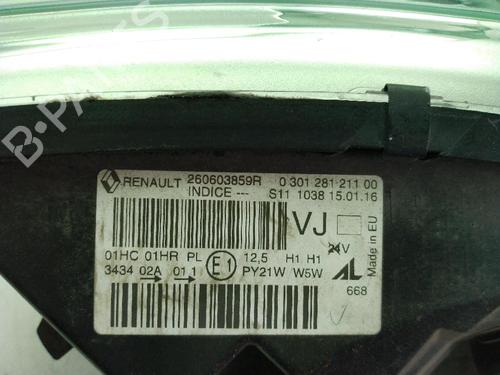 B-PARTS
RENAULT 260603859R 0 301 281 211 00
INDICE --- S11 1038 15.01.16
VJ
Made in EU
01HC 01HR PL E1 12,5 H1 H1 24V
3434 02A 01 1 PY21W W5W AL
668